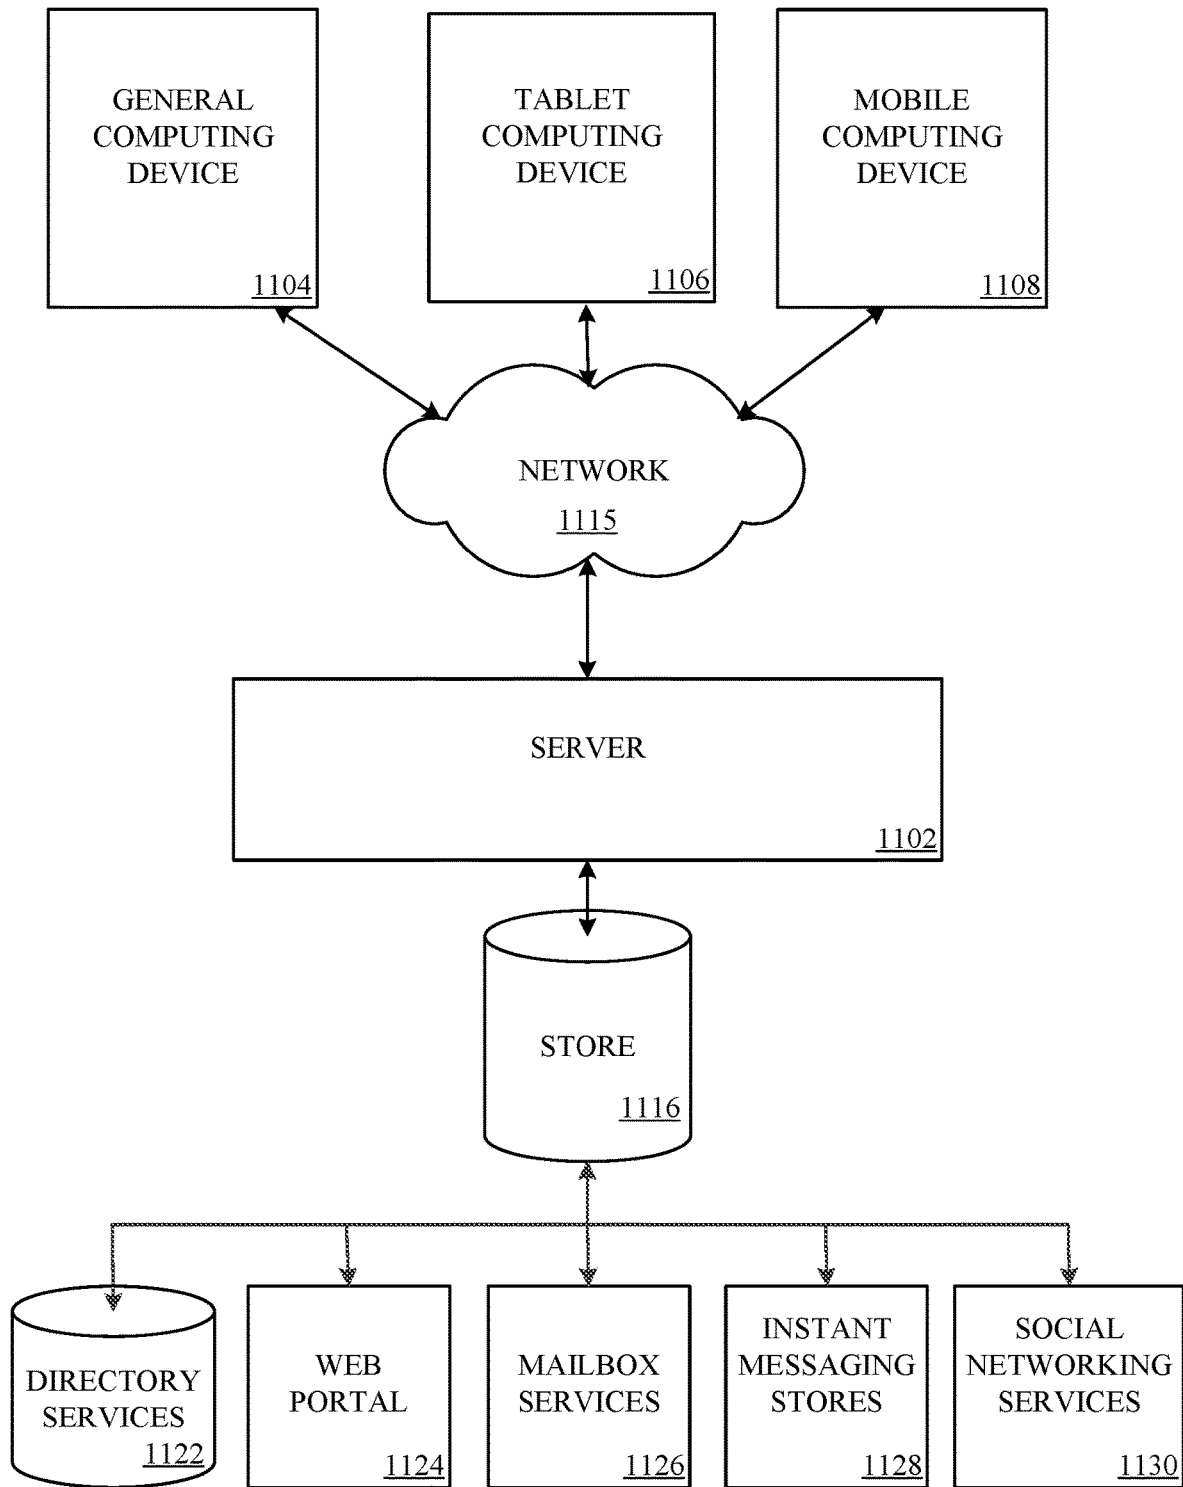 GENERAL
COMPUTING
DEVICE
1104
TABLET
COMPUTING
DEVICE
1106
MOBILE
COMPUTING
DEVICE
1108
NETWORK
1115
SERVER
1102
STORE
1116
DIRECTORY
SERVICES
1122
WEB
PORTAL
1124
MAILBOX
SERVICES
1126
INSTANT
MESSAGING
STORES
1128
SOCIAL
NETWORKING
SERVICES
1130